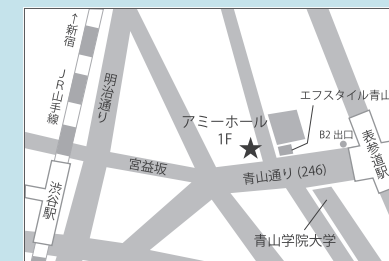 ↑新宿
JR山手線
明治通り
アミーホール
1F
★
エフスタイル青山
B2 出口
表参道駅
宮益坂
青山通り (246)
渋谷駅
青山学院大学